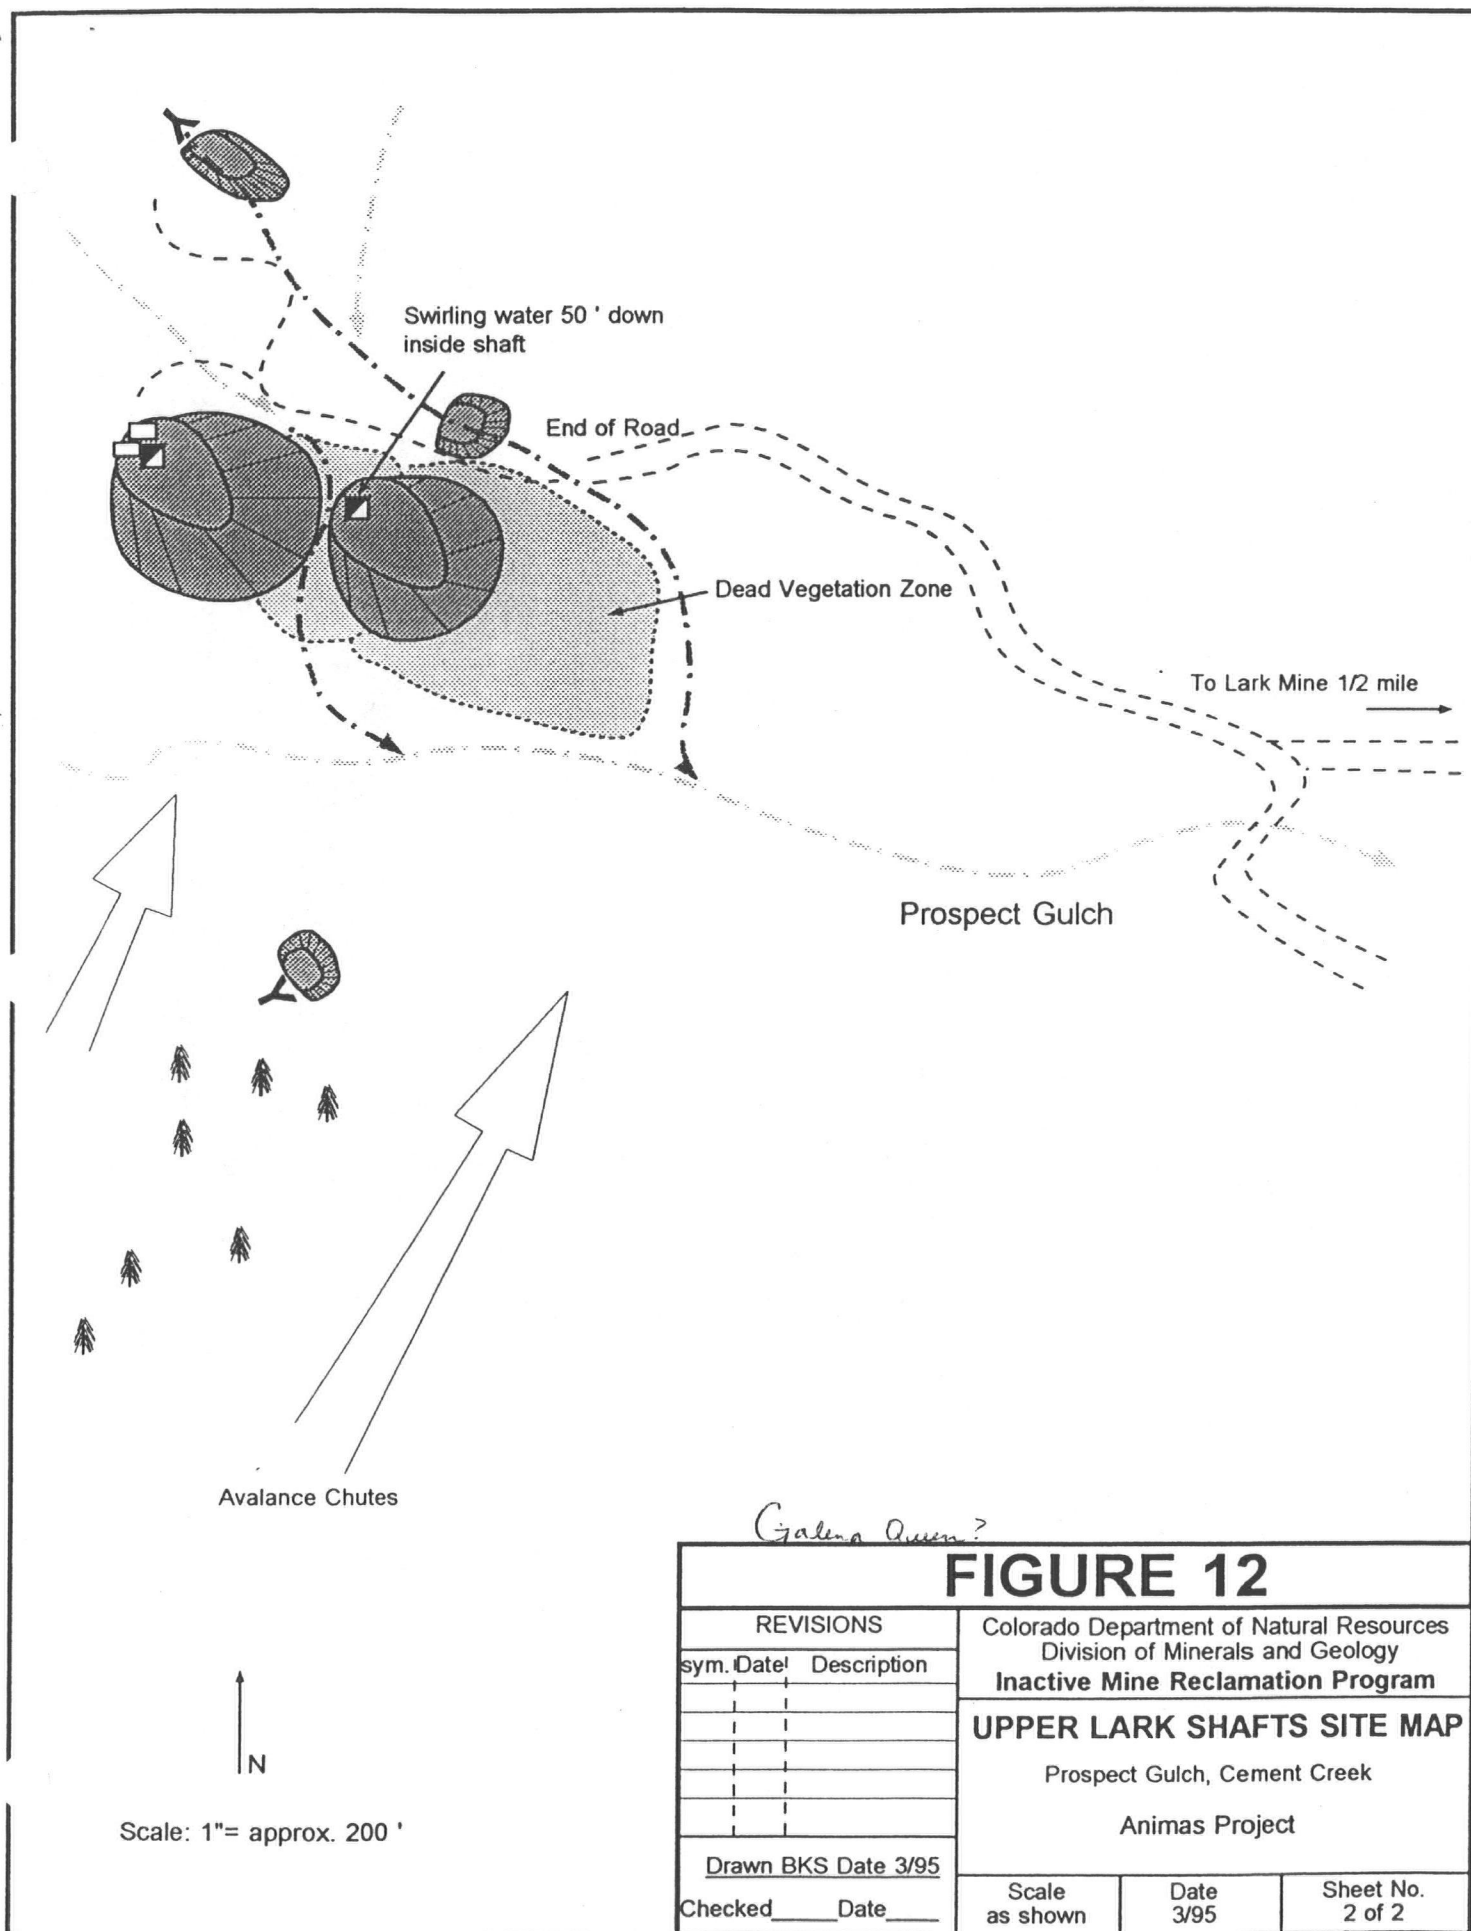 Swirling water 50 ' down
inside shaft
End of Road
Dead Vegetation Zone
To Lark Mine 1/2 mile
Prospect Gulch
Avalance Chutes
Galena Queen?
N
Scale: 1"= approx. 200 '
FIGURE 12
REVISIONS
sym. Date Description
Colorado Department of Natural Resources
Division of Minerals and Geology
Inactive Mine Reclamation Program
UPPER LARK SHAFTS SITE MAP
Prospect Gulch, Cement Creek
Animas Project
Drawn BKS Date 3/95
Checked_____Date____
Scale
as shown
Date
3/95
Sheet No.
2 of 2